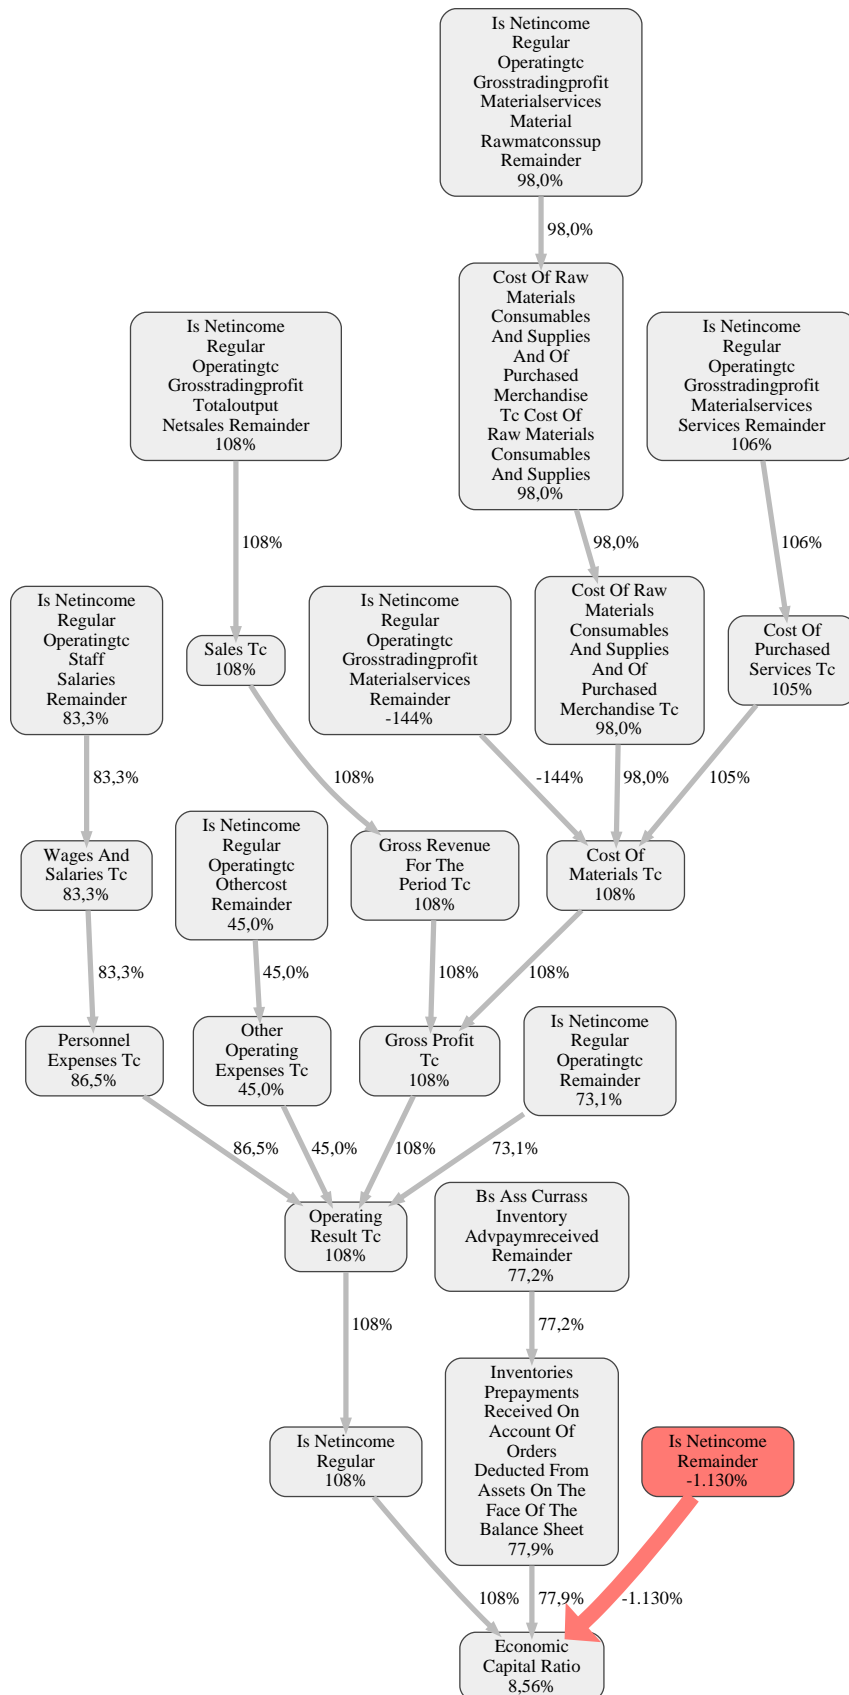 Is Netincome
Regular
Operatingtc
Grosstradingprofit
Materialservices
Material
Rawmatconssup
Remainder
98,0%
98,0%
Cost Of Raw
Materials
Consumables
And Supplies
And Of
Purchased
Merchandise
Tc Cost Of
Raw Materials
Consumables
And Supplies
98,0%
Is Netincome
Regular
Operatingtc
Grosstradingprofit
Totaloutput
Netsales Remainder
108%
Is Netincome
Regular
Operatingtc
Grosstradingprofit
Materialservices
Services Remainder
106%
108%
98,0%
106%
Is Netincome
Regular
Operatingtc
Staff
Salaries
Remainder
83,3%
Sales Tc
108%
Is Netincome
Regular
Operatingtc
Grosstradingprofit
Materialservices
Remainder
-144%
Cost Of Raw
Materials
Consumables
And Supplies
And Of
Purchased
Merchandise Tc
98,0%
Cost Of
Purchased
Services Tc
105%
83,3%
108%
-144%
98,0%
105%
Wages And
Salaries Tc
83,3%
Is Netincome
Regular
Operatingtc
Othercost
Remainder
45,0%
Gross Revenue
For The
Period Tc
108%
Cost Of
Materials Tc
108%
83,3%
45,0%
108%
108%
Personnel
Expenses Tc
86,5%
Other
Operating
Expenses Tc
45,0%
Gross Profit
Tc
108%
Is Netincome
Regular
Operatingtc
Remainder
73,1%
86,5%
45,0%
108%
73,1%
Operating
Result Tc
108%
Bs Ass Currass
Inventory
Advpaymreceived
Remainder
77,2%
108%
77,2%
Is Netincome
Regular
108%
Inventories
Prepayments
Received On
Account Of
Orders
Deducted From
Assets On The
Face Of The
Balance Sheet
77,9%
Is Netincome
Remainder
-1.130%
108%
77,9%
-1.130%
Economic
Capital Ratio
8,56%